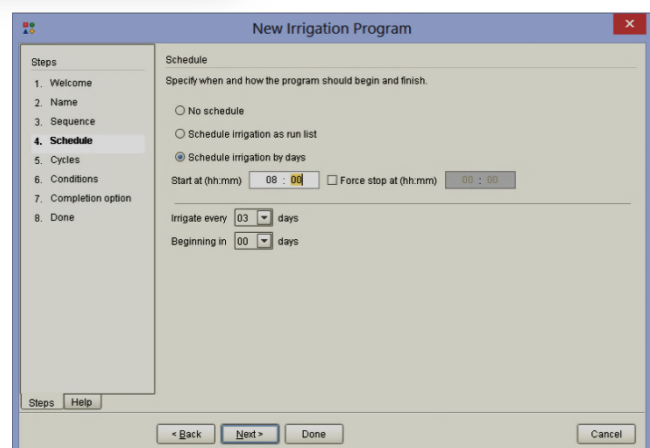 New Irrigation Program
x
Steps
1. Welcome
2. Name
3. Sequence
4. Schedule
5. Cycles
6. Conditions
7. Completion option
8. Done
Steps Help
Schedule
Specify when and how the program should begin and finish.
No schedule
Schedule irrigation as run list
Schedule irrigation by days
Start at (hh:mm) 08 : 00 Force stop at (hh:mm) 00 : 00
Irrigate every 03 days
Beginning in 00 days
< Back Next > Done Cancel